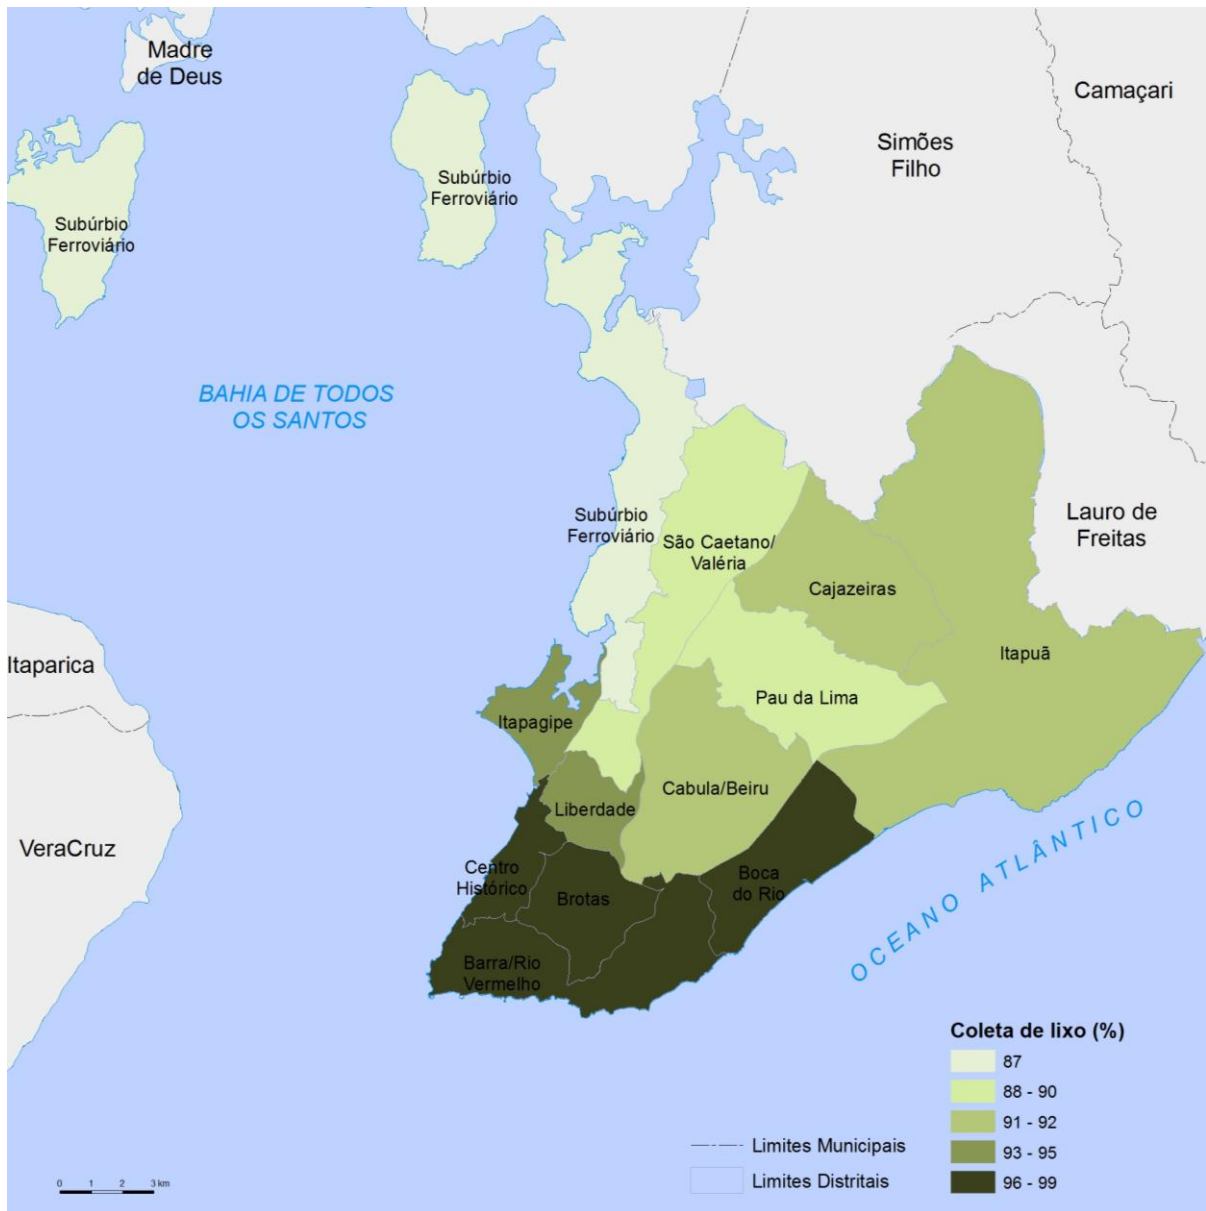 Madre
de Deus
Camaçari
Simões
Filho
Subúrbio
Ferroviário
Subúrbio
Ferroviário
BAHIA DE TODOS
OS SANTOS
Subúrbio
Ferroviário
São Caetano/
Valéria
Lauro de
Freitas
Cajazeiras
Itapuã
Itaparica
Pau da Lima
Itapagipe
Cabula/Beiru
Liberdade
VeraCruz
Centro
Histórico
Brotas
Boca
do Rio
Barra/Rio
Vermelho
OCEANO ATLÂNTICO
Coleta de lixo (%)
87
88 - 90
91 - 92
93 - 95
96 - 99
Limites Municipais
Limites Distritais
0 1 2 3 km